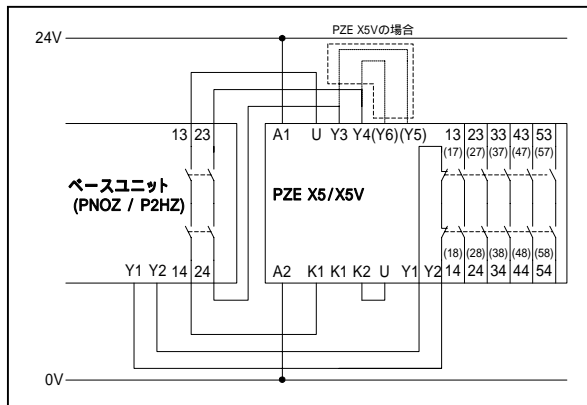 PZE X5Vの場合
24V
13 23
A1 U Y3 Y4(Y6) (Y5) 13 23 33 43 53
(17) (27) (37) (47) (57)
ベースユニット
(PNOZ / P2HZ)
PZE X5/X5V
(18) (28) (38) (48) (58)
Y1 Y2 14 24
A2 K1 K1 K2 U Y1 Y2 14 24 34 44 54
0V